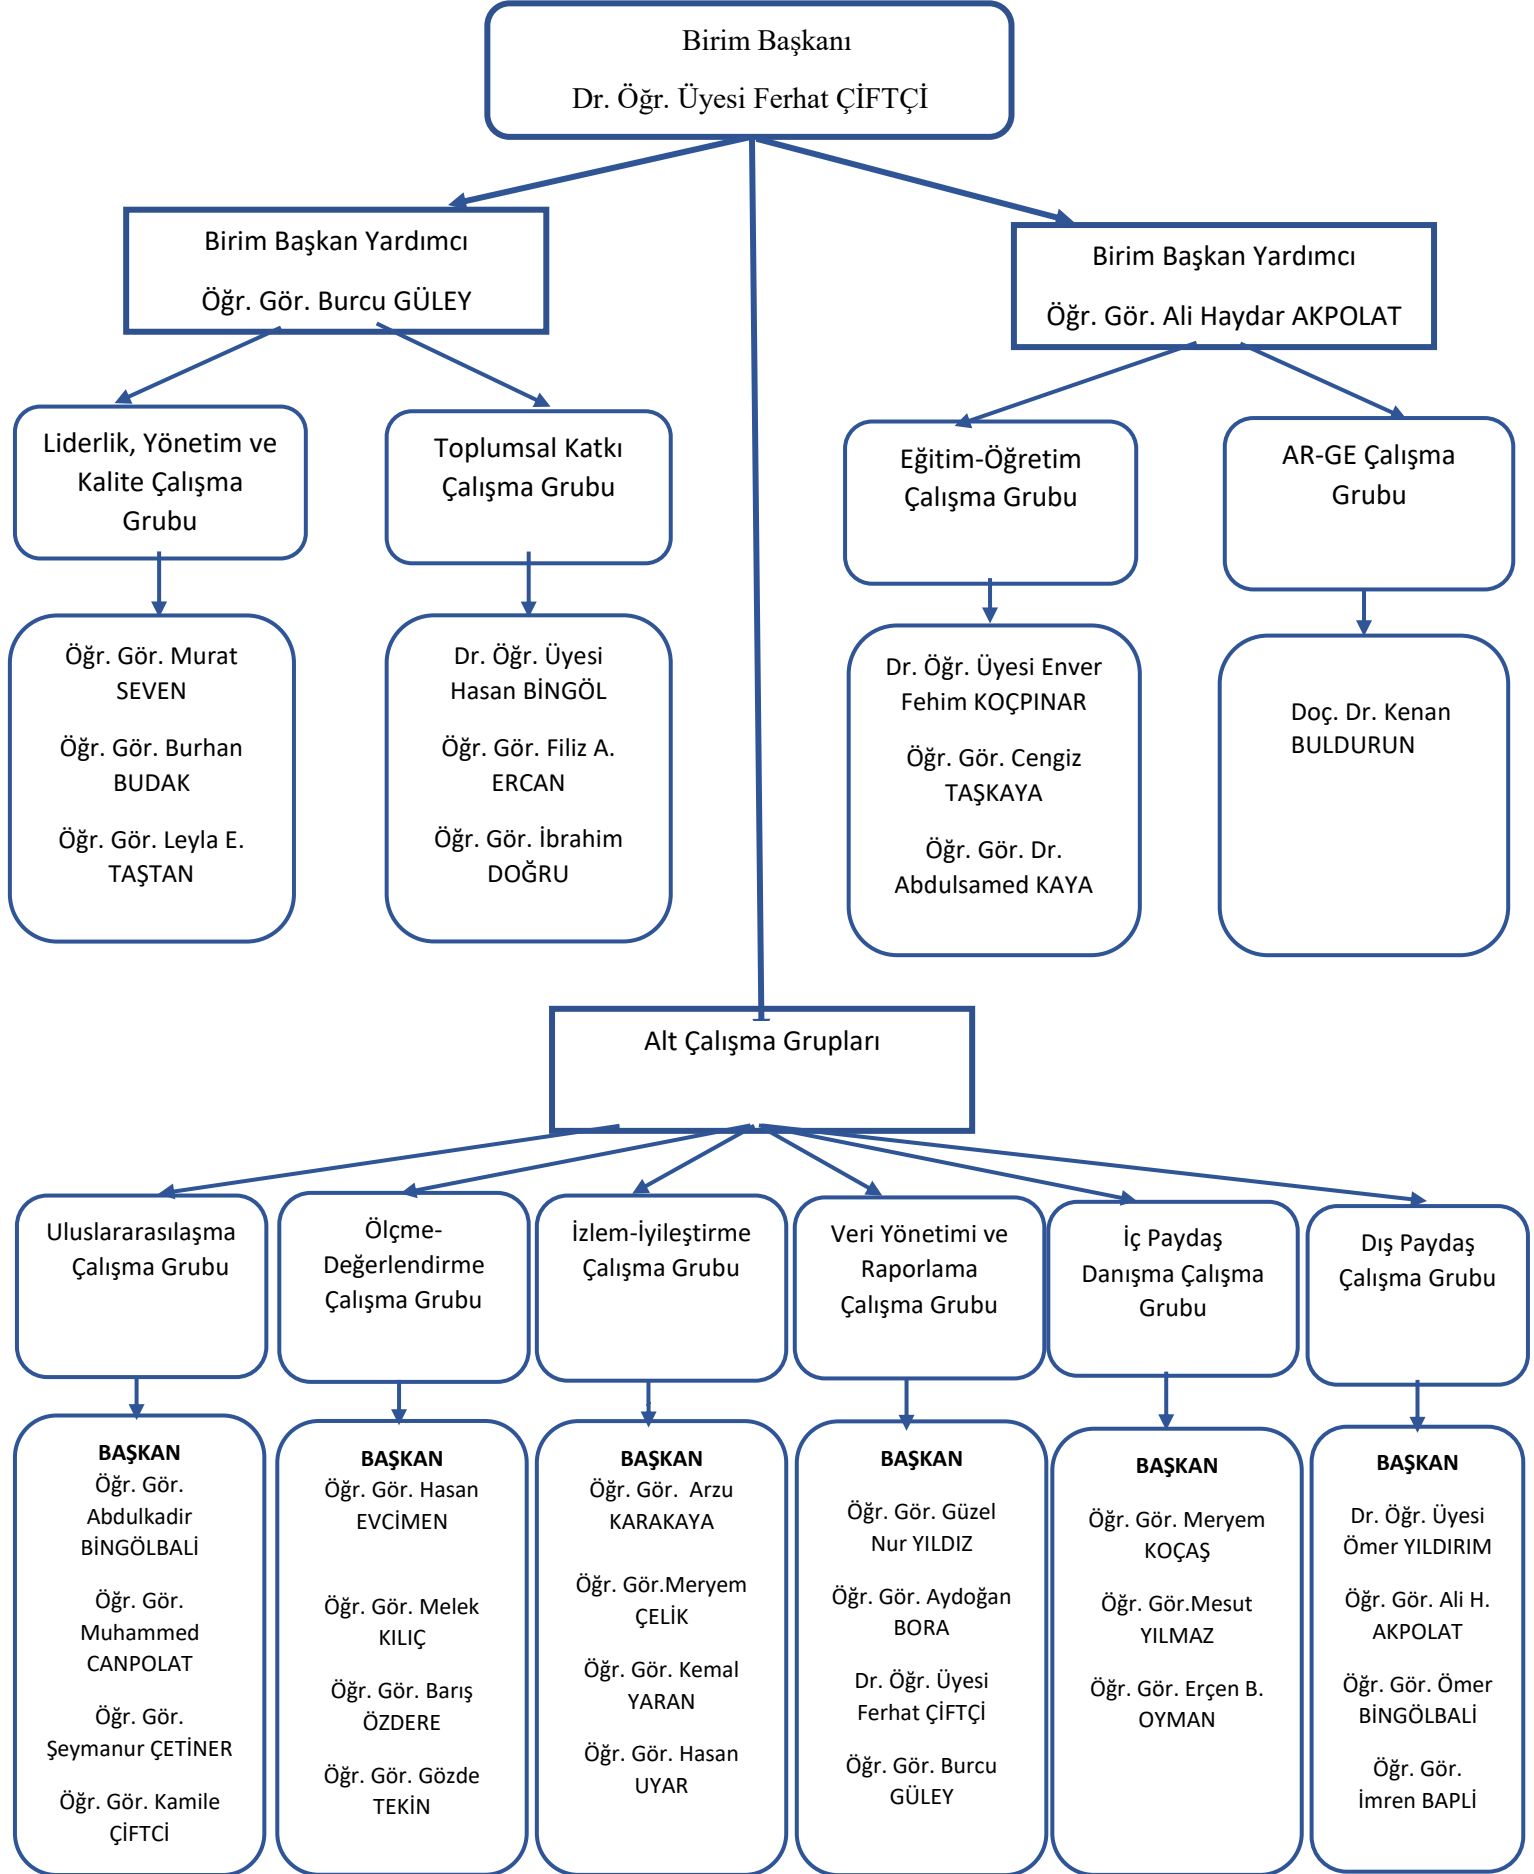 Birim Başkanı
Dr. Öğr. Üyesi Ferhat ÇİFTÇİ
Birim Başkan Yardımcı
Öğr. Gör. Burcu GÜLEY
Birim Başkan Yardımcı
Öğr. Gör. Ali Haydar AKPOLAT
Liderlik, Yönetim ve
Kalite Çalışma
Grubu
Toplumsal Katkı
Çalışma Grubu
Eğitim-Öğretim
Çalışma Grubu
AR-GE Çalışma
Grubu
Öğr. Gör. Murat
SEVEN
Öğr. Gör. Burhan
BUDAK
Öğr. Gör. Leyla E.
TAŞTAN
Dr. Öğr. Üyesi
Hasan BİNGÖL
Öğr. Gör. Filiz A.
ERCAN
Öğr. Gör. İbrahim
DOĞRU
Dr. Öğr. Üyesi Enver
Fehim KOÇPINAR
Öğr. Gör. Cengiz
TAŞKAYA
Öğr. Gör. Dr.
Abdulsamed KAYA
Doç. Dr. Kenan
BULDURUN
Alt Çalışma Grupları
Uluslararasılaşma
Çalışma Grubu
Ölçme-
Değerlendirme
Çalışma Grubu
İzlem-İyileştirme
Çalışma Grubu
Veri Yönetimi ve
Raporlama
Çalışma Grubu
İç Paydaş
Danışma Çalışma
Grubu
Dış Paydaş
Çalışma Grubu
BAŞKAN
Öğr. Gör.
Abdulkadir
BİNGÖLBALİ
Öğr. Gör.
Muhammed
CANPOLAT
Öğr. Gör.
Şeymanur ÇETİNER
Öğr. Gör. Kamile
ÇİFTCİ
BAŞKAN
Öğr. Gör. Hasan
EVCİMEN
Öğr. Gör. Melek
KILIÇ
Öğr. Gör. Barış
ÖZDERE
Öğr. Gör. Gözde
TEKİN
BAŞKAN
Öğr. Gör. Arzu
KARAKAYA
Öğr. Gör.Meryem
ÇELİK
Öğr. Gör. Kemal
YARAN
Öğr. Gör. Hasan
UYAR
BAŞKAN
Öğr. Gör. Güzel
Nur YILDIZ
Öğr. Gör. Aydoğan
BORA
Dr. Öğr. Üyesi
Ferhat ÇİFTÇİ
Öğr. Gör. Burcu
GÜLEY
BAŞKAN
Öğr. Gör. Meryem
KOÇAŞ
Öğr. Gör.Mesut
YILMAZ
Öğr. Gör. Erçen B.
OYMAN
BAŞKAN
Dr. Öğr. Üyesi
Ömer YILDIRIM
Öğr. Gör. Ali H.
AKPOLAT
Öğr. Gör. Ömer
BİNGÖLBALİ
Öğr. Gör.
İmren BAPLİ